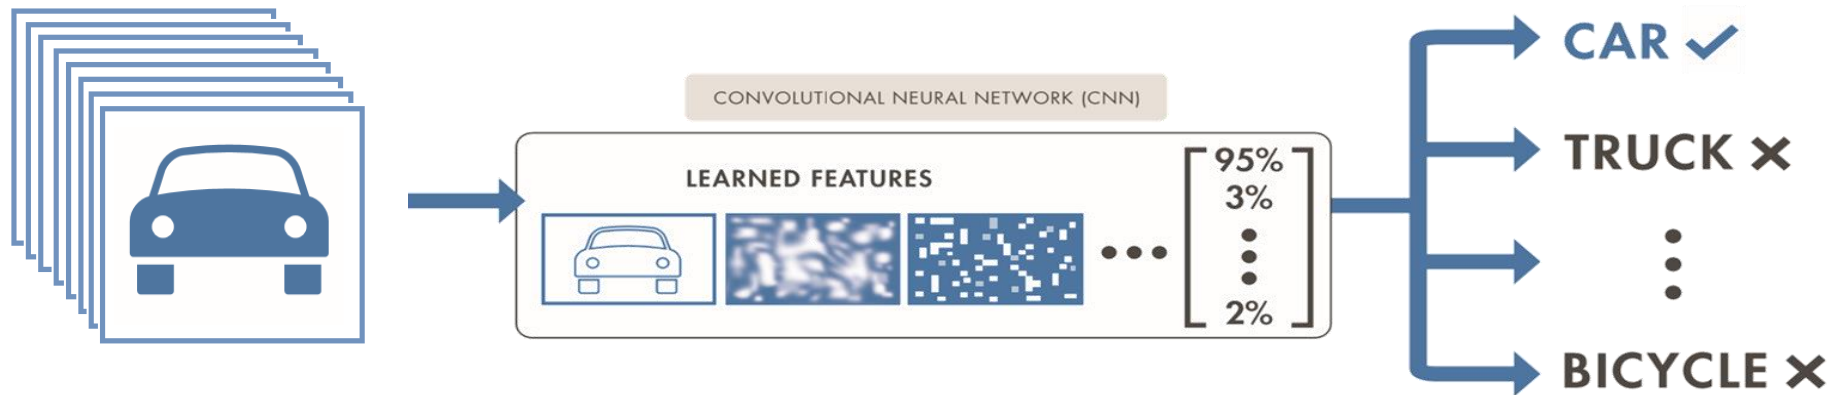 CONVOLUTIONAL NEURAL NETWORK (CNN)
LEARNED FEATURES
95%
3%
2%
CAR
TRUCK
BICYCLE